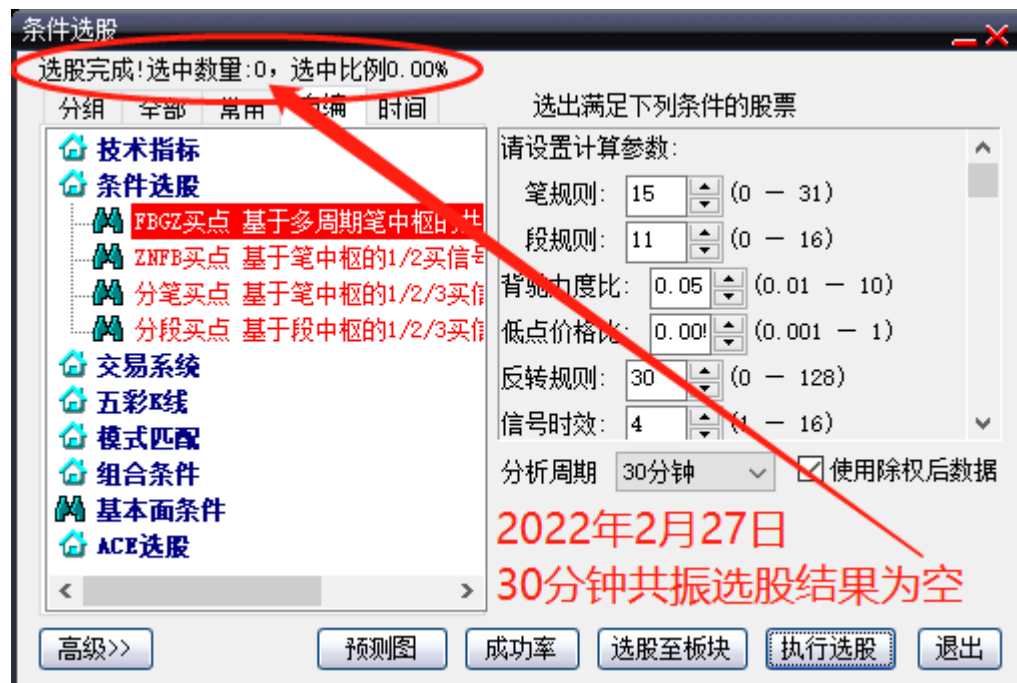 条件选股
选股完成!选中数量:0，选中比例0.00%
分组 全部 常用 自编 时间
选出满足下列条件的股票
技术指标
条件选股
FBGZ买点 基于多周期笔中枢的共
ZNFB买点 基于笔中枢的1/2买信号
分笔买点 基于笔中枢的1/2/3买信
分段买点 基于段中枢的1/2/3买信
交易系统
五彩K线
模式匹配
组合条件
基本面条件
ACE选股
请设置计算参数:
笔规则: 15 (0 — 31)
段规则: 11 (0 — 16)
背驰力度比: 0.05 (0.01 — 10)
低点价格比: 0.00 (0.001 — 1)
反转规则: 30 (0 — 128)
信号时效: 4 (1 — 16)
分析周期 30分钟 使用除权后数据
2022年2月27日
30分钟共振选股结果为空
高级>> 预测图 成功率 选股至板块 执行选股 退出